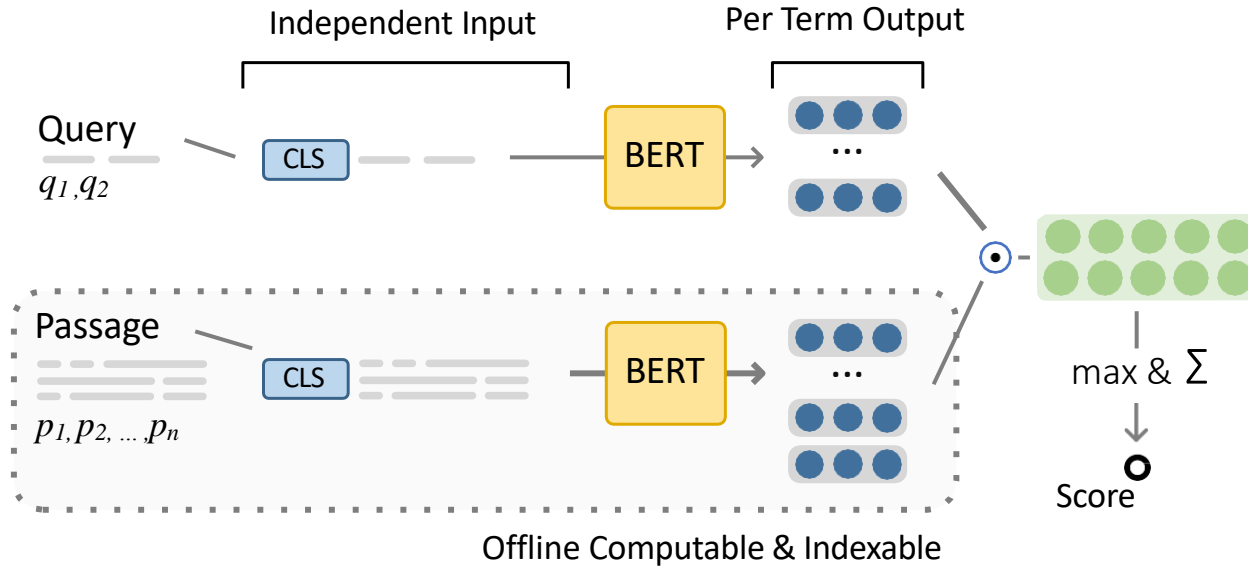 Independent Input
Per Term Output
Query
q1,q2
CLS
BERT
...
Passage
p1,p2, ... ,pn
CLS
BERT
...
max & Σ
Score
Offline Computable & Indexable